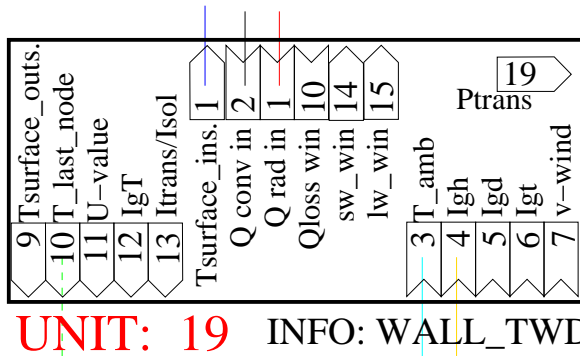 19
Ptrans
1
2
1
10
14
15
Tsurface_ins.
Q conv in
Q rad in
Qloss win
sw_win
lw_win
Tsurface_outs.
T_last_node
U-value
IgT
Itrans/Isol
9
10
11
12
13
T_amb
Igh
Igd
Igt
v-wind
3
4
5
6
7
UNIT: 19
INFO: WALL_TWD